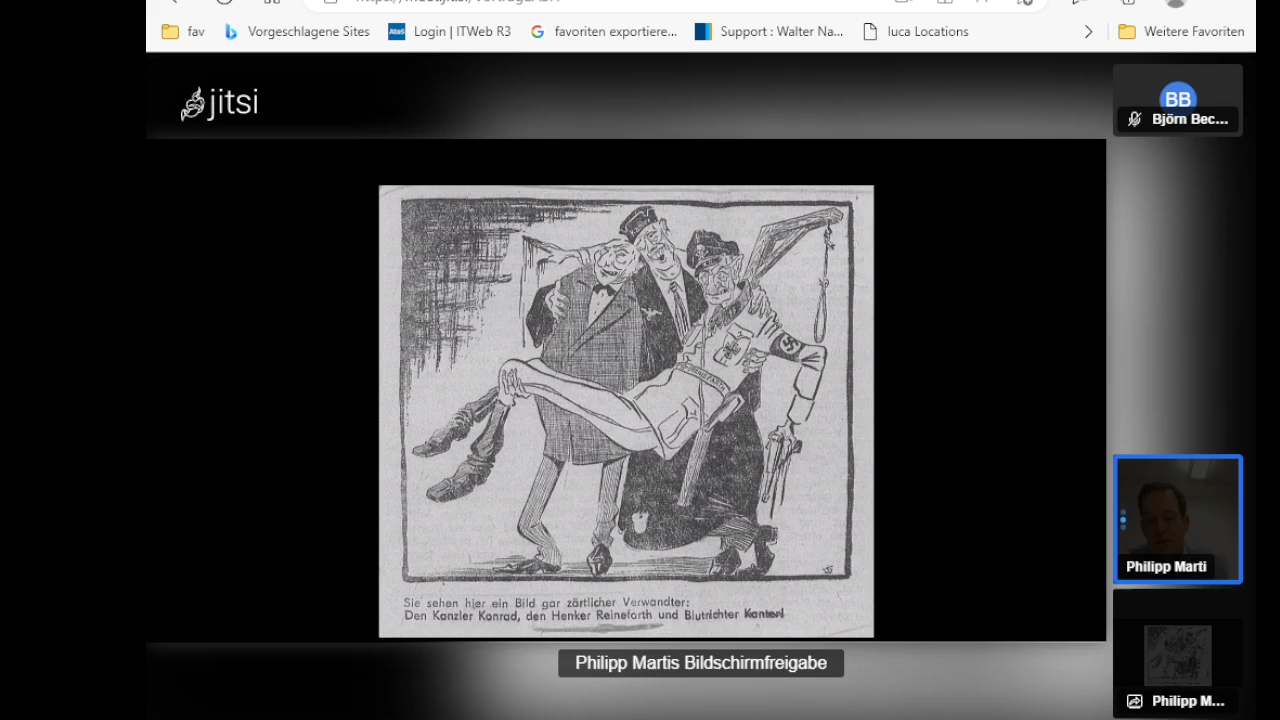 fav
Vorgeschlagene Sites
Atos
Login | ITWeb R3
favoriten exportiere...
Support : Walter Na...
luca Locations
Weitere Favoriten
jitsi
BB
Björn Bec...
Sie sehen hier ein Bild gar zärtlicher Verwandter:
Den Kanzler Konrad, den Henker Reinefarth und Blutrichter Kanter!
Philipp Marti
Philipp Martis Bildschirmfreigabe
Philipp M...